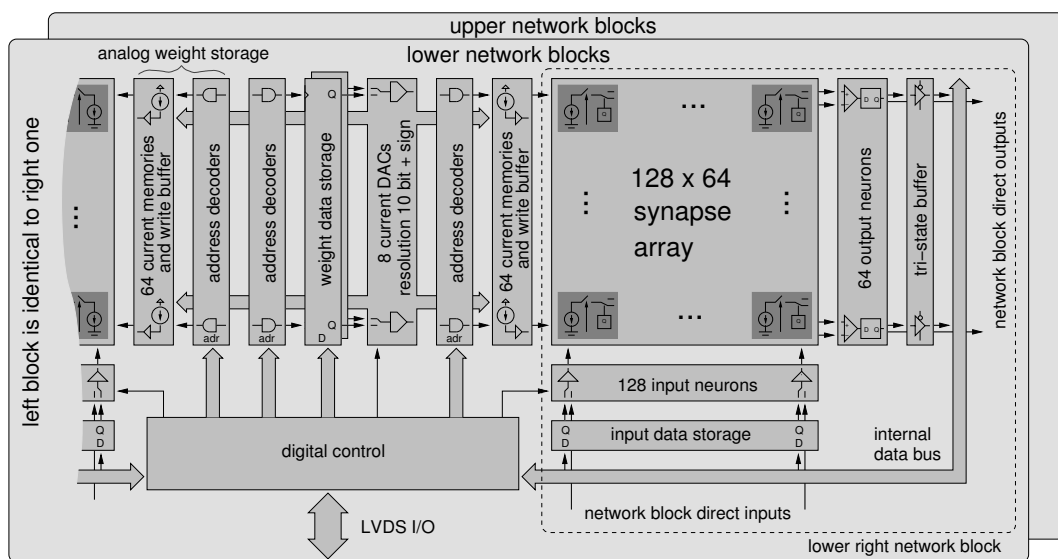 upper network blocks
lower network blocks
analog weight storage
left block is identical to right one
64 current memories
and write buffer
address decoders
adr
address decoders
adr
weight data storage
Q
Q
D
8 current DACs
resolution 10 bit + sign
address decoders
adr
64 current memories
and write buffer
...
Q
Q
128 x 64
synapse
array
...
...
...
...
Q
Q
64 output neurons
D Q
D Q
tri-state buffer
network block direct outputs
128 input neurons
Q
D
Q
D
input data storage
Q
D
digital control
internal
data bus
LVDS I/O
network block direct inputs
lower right network block